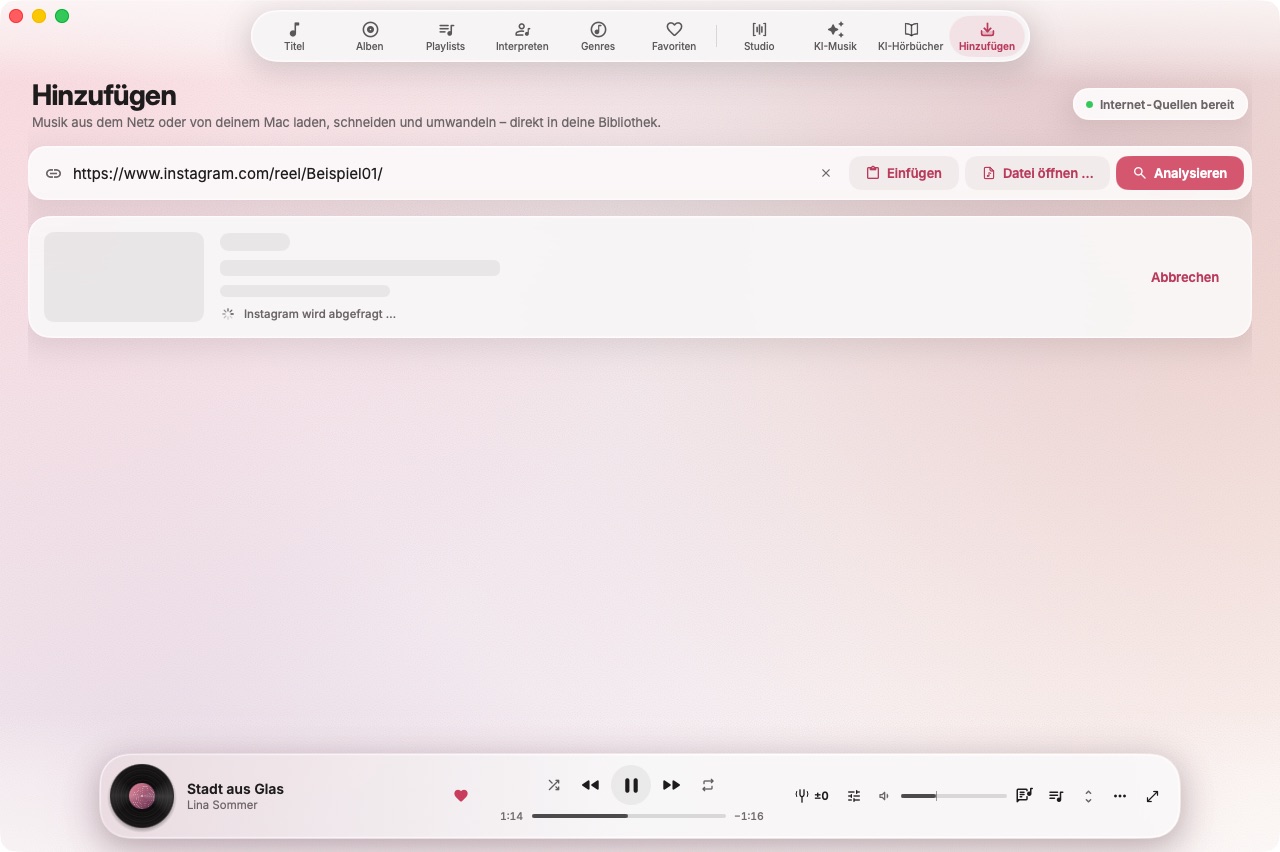 Titel
Alben
Playlists
Interpreten
Genres
Favoriten
Studio
KI-Musik
KI-Hörbücher
Hinzufügen
Hinzufügen
Musik aus dem Netz oder von deinem Mac laden, schneiden und umwandeln – direkt in deine Bibliothek.
Internet-Quellen bereit
https://www.instagram.com/reel/Beispiel01/
Einfügen
Datei öffnen ...
Analysieren
Instagram wird abgefragt ...
Abbrechen
Stadt aus Glas
Lina Sommer
1:14
−1:16
±0